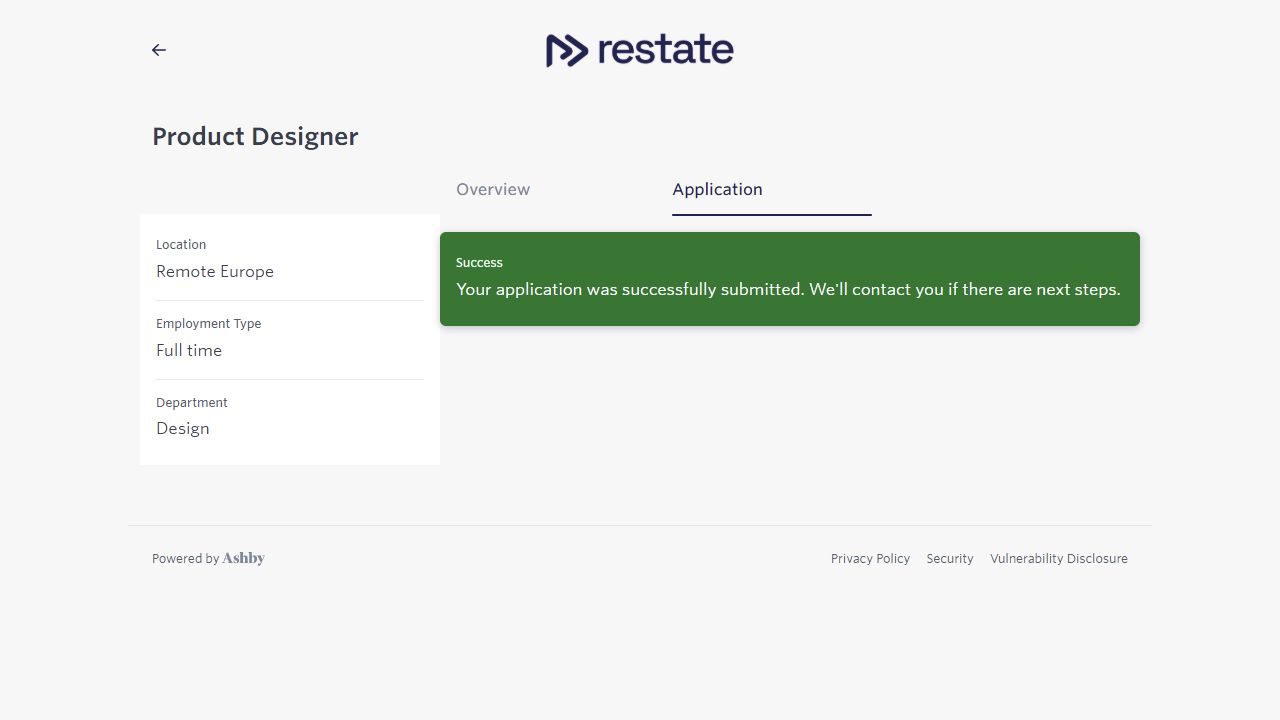 restate
Product Designer
Overview
Application
Location
Remote Europe
Employment Type
Full time
Department
Design
Success
Your application was successfully submitted. We'll contact you if there are next steps.
Powered by Ashby
Privacy Policy
Security
Vulnerability Disclosure